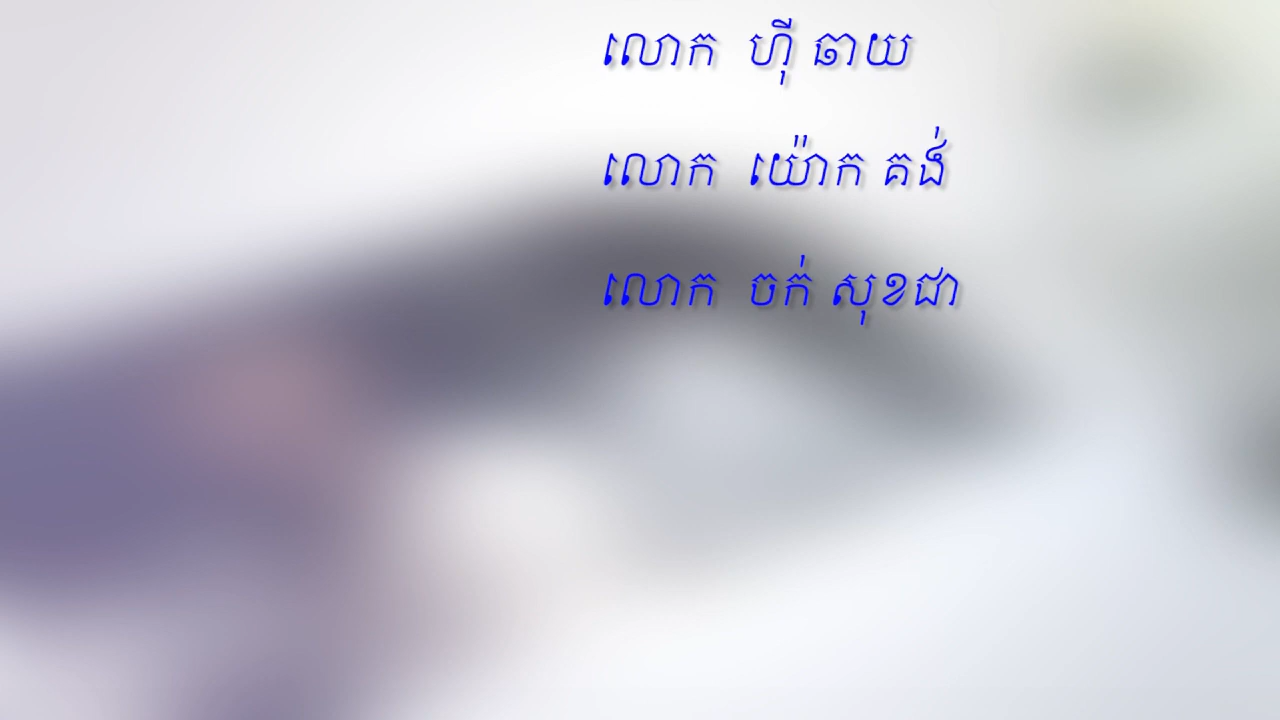 លោក ហ៊ី ឆាយ
លោក យ៉ោក គង់
លោក ចក់ សុខជា